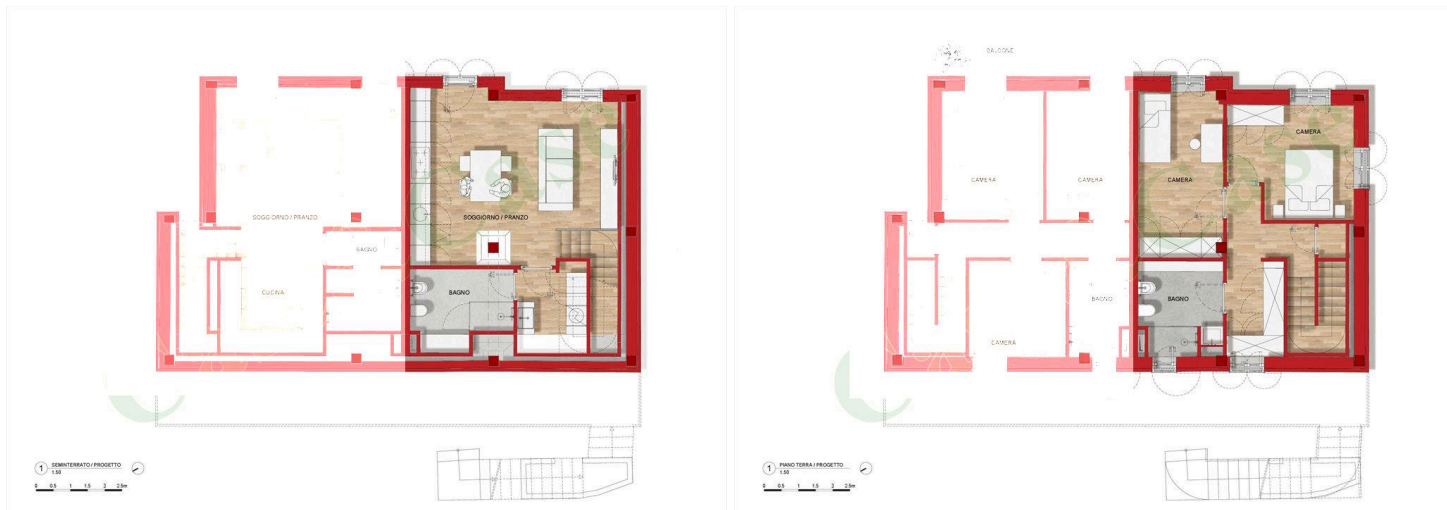 SOGGIORNO / PRANZO
SOGGIORNO / PRANZO
BAGNO
CUCINA
BAGNO
1
SEMINTERRATO / PROGETTO
1:50
0 0.5 1 1.5 2 2.5m
BALCONE
CAMERA
CAMERA
CAMERA
CAMERA
BAGNO
BAGNO
CAMERA
1
PIANO TERRA / PROGETTO
1:50
0 0.5 1 1.5 2 2.5m